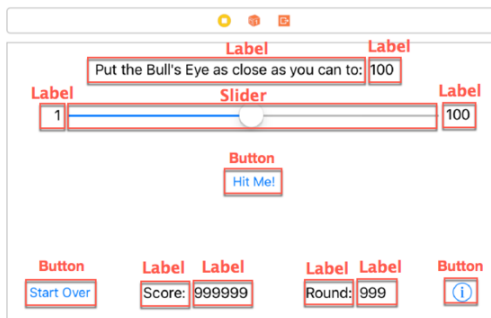 Label Label
Put the Bull's Eye as close as you can to: 100
Label Slider Label
1 100
Button
Hit Me!
Button Label Label Label Label Button
Start Over Score: 999999 Round: 999 i